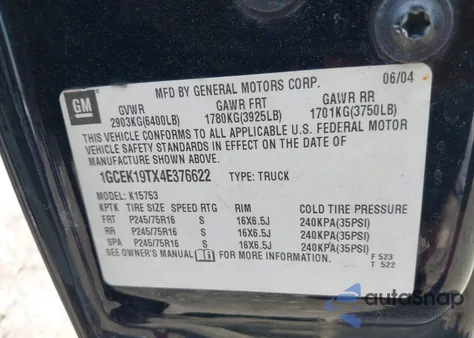 MFD BY GENERAL MOTORS CORP. 06/04
GM GVWR GAWR FRT GAWR RR
2903KG(6400LB) 1780KG(3925LB) 1701KG(3750LB)
THIS VEHICLE CONFORMS TO ALL APPLICABLE U.S. FEDERAL MOTOR
VEHICLE SAFETY STANDARDS IN EFFECT ON THE DATE OF
MANUFACTURE SHOWN ABOVE.
1GCEK19TX4E376622 TYPE: TRUCK
MODEL: K15753
KPTK TIRE SIZE SPEED RTG RIM COLD TIRE PRESSURE
FRT P245/75R16 S 16X6.5J 240KPA(35PSI)
RR P245/75R16 S 16X6.5J 240KPA(35PSI)
SPA P245/75R16 S 16X6.5J 240KPA(35PSI)
SEE OWNER'S MANUAL FOR MORE INFORMATION. F 523
T 522
autoSnap